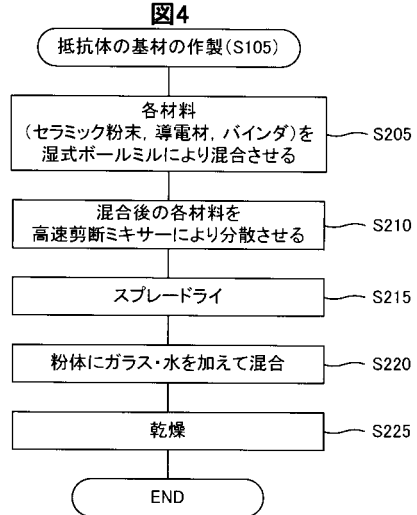 図4
抵抗体の基材の作製(S105)
各材料
(セラミック粉末, 導電材, バインダ)を
湿式ボールミルにより混合させる
S205
混合後の各材料を
高速剪断ミキサーにより分散させる
S210
スプレードライ
S215
粉体にガラス・水を加えて混合
S220
乾燥
S225
END